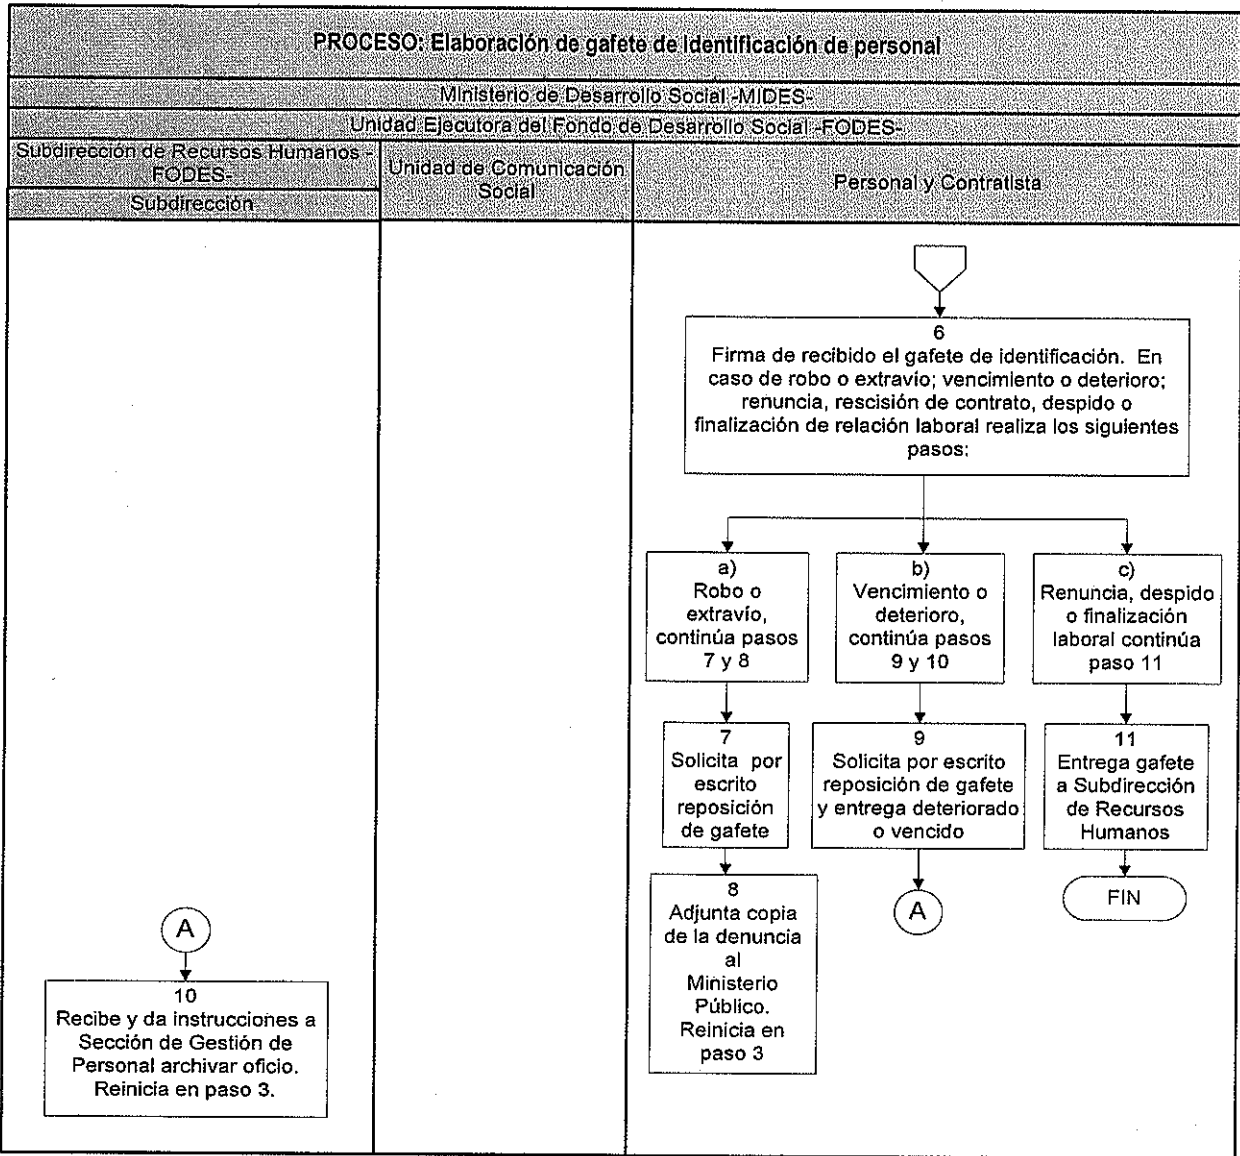 PROCESO: Elaboración de gafete de identificación de personal
Ministerio de Desarrollo Social -MIDES-
Unidad Ejecutora del Fondo de Desarrollo Social -FODES-
Subdirección de Recursos Humanos -
FODES-
Subdirección
Unidad de Comunicación
Social
Personal y Contratista
6
Firma de recibido el gafete de identificación. En
caso de robo o extravío; vencimiento o deterioro;
renuncia, rescisión de contrato, despido o
finalización de relación laboral realiza los siguientes
pasos:
a)
Robo o
extravío,
continúa pasos
7 y 8
b)
Vencimiento o
deterioro,
continúa pasos
9 y 10
c)
Renuncia, despido
o finalización
laboral continúa
paso 11
7
Solicita por
escrito
reposición
de gafete
9
Solicita por escrito
reposición de gafete
y entrega deteriorado
o vencido
11
Entrega gafete
a Subdirección
de Recursos
Humanos
8
Adjunta copia
de la denuncia
al
Ministerio
Público.
Reinicia en
paso 3
A
FIN
A
10
Recibe y da instrucciones a
Sección de Gestión de
Personal archivar oficio.
Reinicia en paso 3.